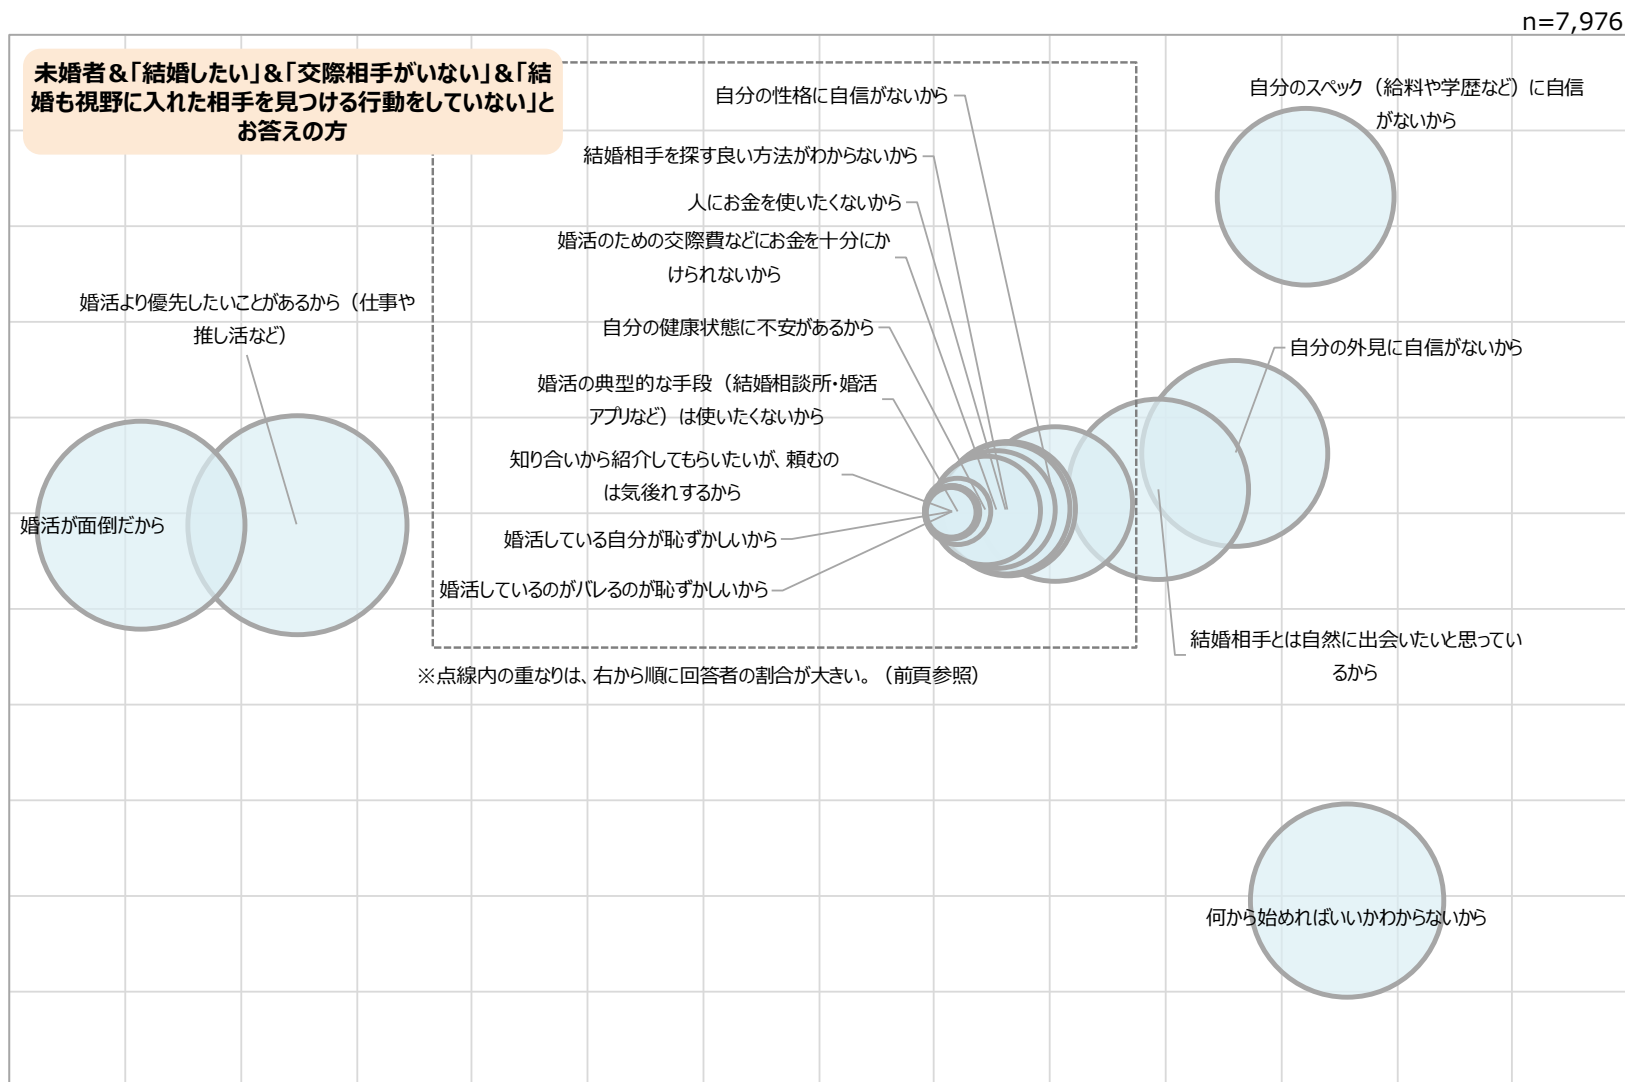 n=7,976
未婚者&「結婚したい」&「交際相手がいない」&「結
婚も視野に入れた相手を見つける行動をしていない」と
お答えの方
自分の性格に自信がないから
自分のスペック（給料や学歴など）に自信
がないから
結婚相手を探す良い方法がわからないから
人にお金を使いたくないから
婚活のための交際費などにお金を十分にか
けられないから
婚活より優先したいことがあるから（仕事や
推し活など）
自分の健康状態に不安があるから
自分の外見に自信がないから
婚活の典型的な手段（結婚相談所・婚活
アプリなど）は使いたくないから
知り合いから紹介してもらいたいが、頼むの
は気後れするから
婚活が面倒だから
婚活している自分が恥ずかしいから
婚活しているのがバレるのが恥ずかしいから
結婚相手とは自然に出会いたいと思ってい
るから
※点線内の重なりは、右から順に回答者の割合が大きい。（前頁参照）
何から始めればいいかわからないから